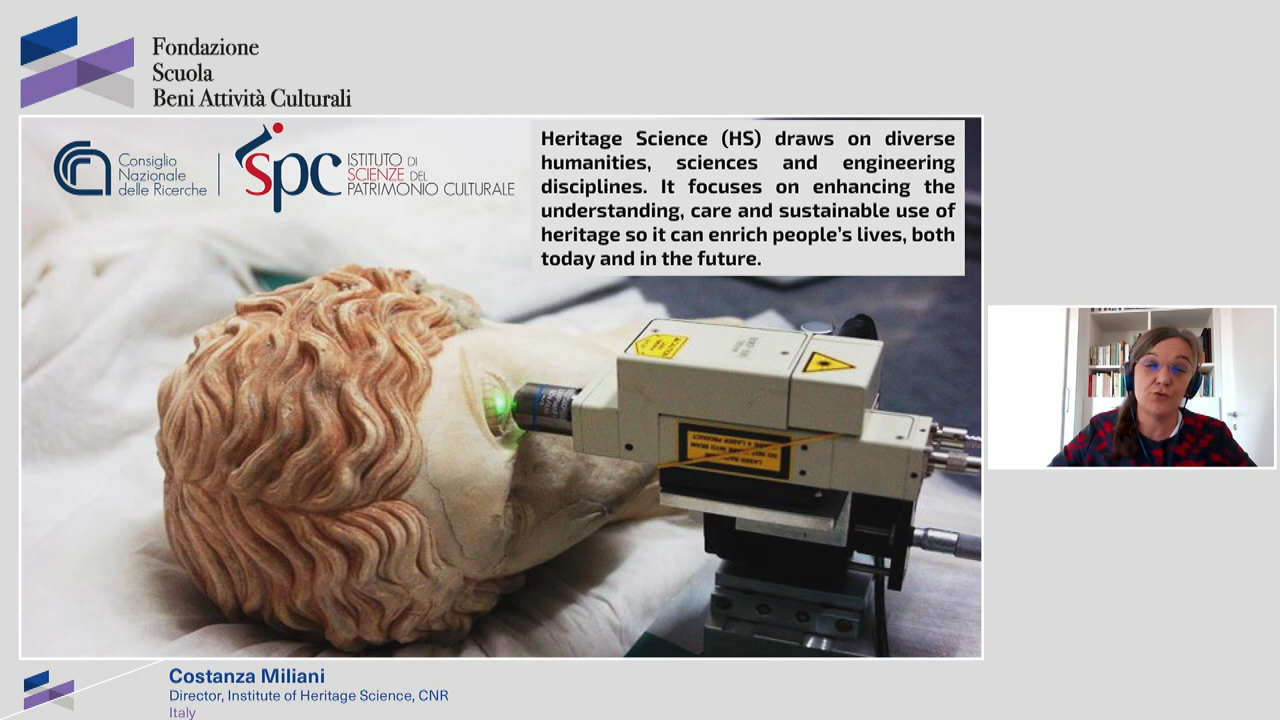 Fondazione
Scuola
Beni Attività Culturali
Consiglio
Nazionale
delle Ricerche
spc
ISTITUTO DI
SCIENZE DEL
PATRIMONIO CULTURALE
Heritage Science (HS) draws on diverse
humanities, sciences and engineering
disciplines. It focuses on enhancing the
understanding, care and sustainable use of
heritage so it can enrich people's lives, both
today and in the future.
Costanza Miliani
Director, Institute of Heritage Science, CNR
Italy